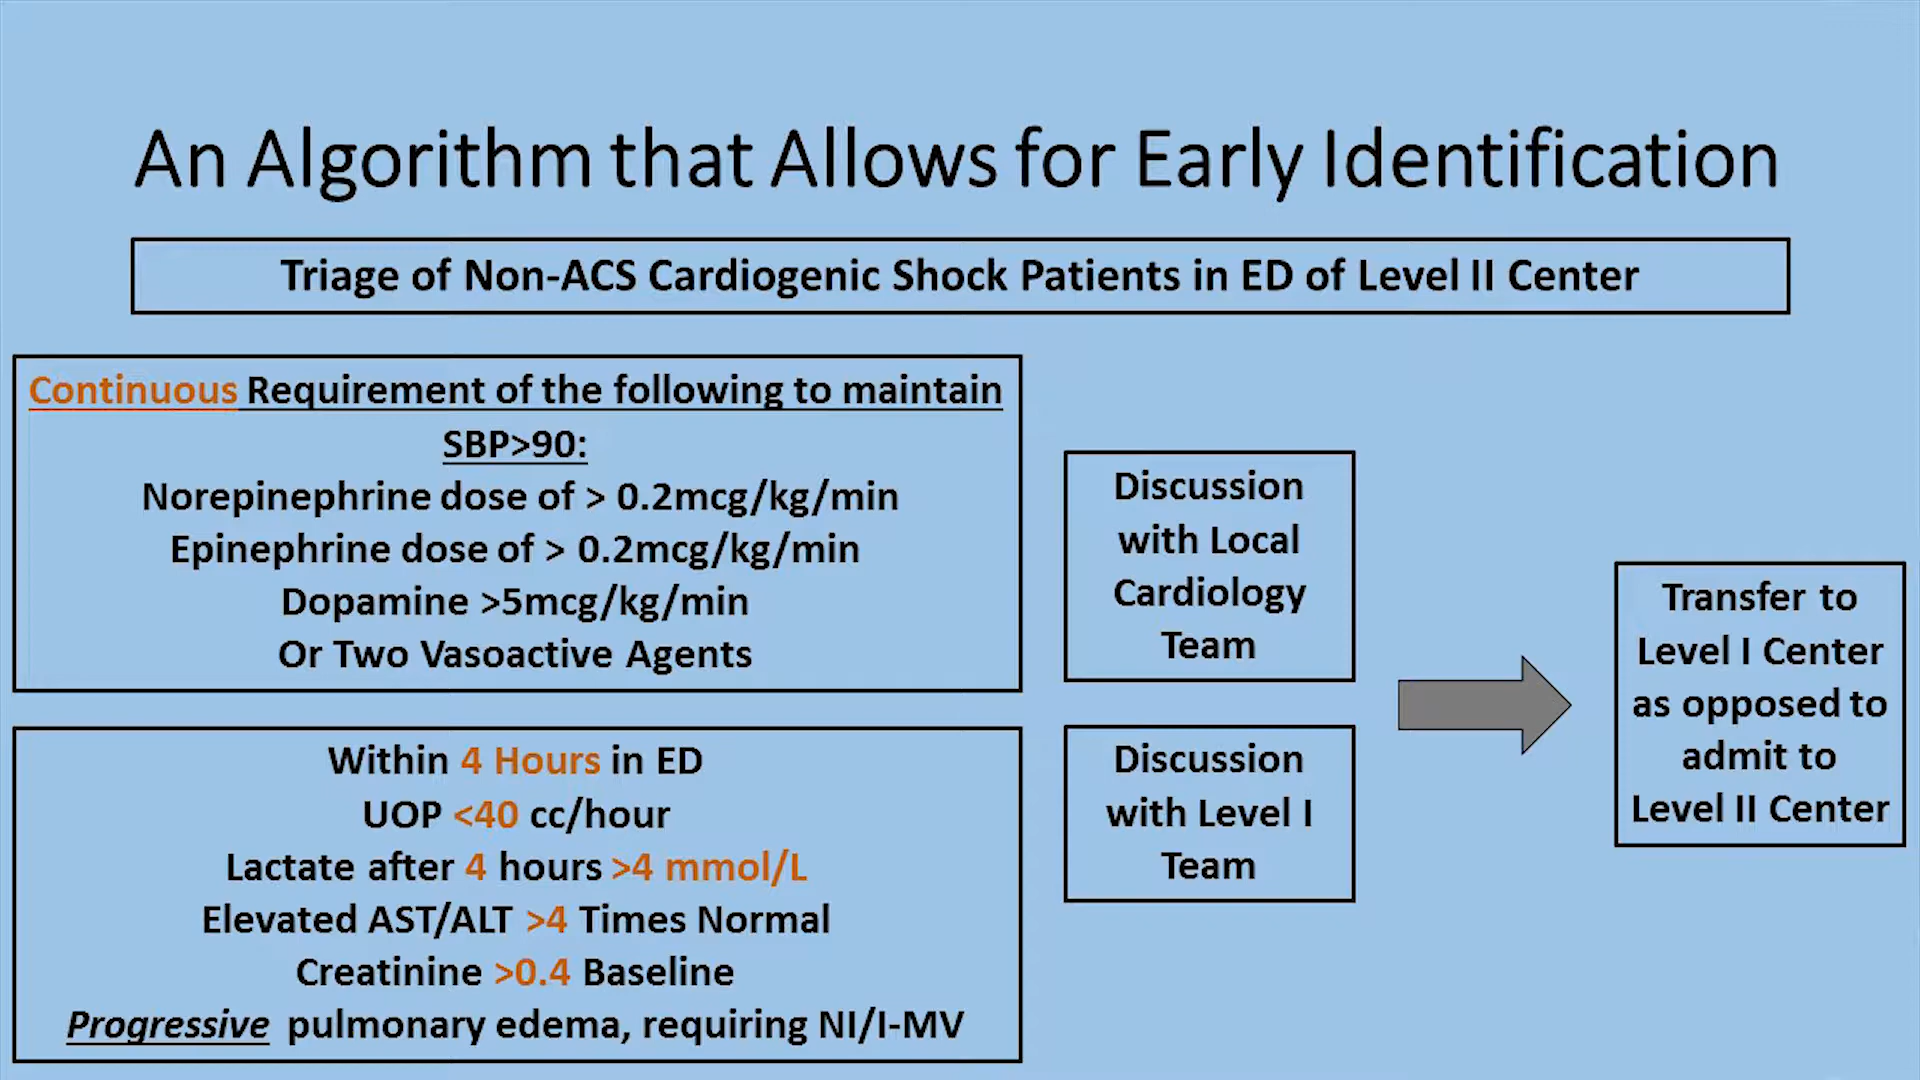 An Algorithm that Allows for Early Identification
Triage of Non-ACS Cardiogenic Shock Patients in ED of Level II Center
Continuous Requirement of the following to maintain
SBP>90:
Norepinephrine dose of > 0.2mcg/kg/min
Epinephrine dose of > 0.2mcg/kg/min
Dopamine >5mcg/kg/min
Or Two Vasoactive Agents
Within 4 Hours in ED
UOP <40 cc/hour
Lactate after 4 hours >4 mmol/L
Elevated AST/ALT >4 Times Normal
Creatinine >0.4 Baseline
Progressive pulmonary edema, requiring NI/I-MV
Discussion
with Local
Cardiology
Team
Discussion
with Level I
Team
Transfer to
Level I Center
as opposed to
admit to
Level II Center